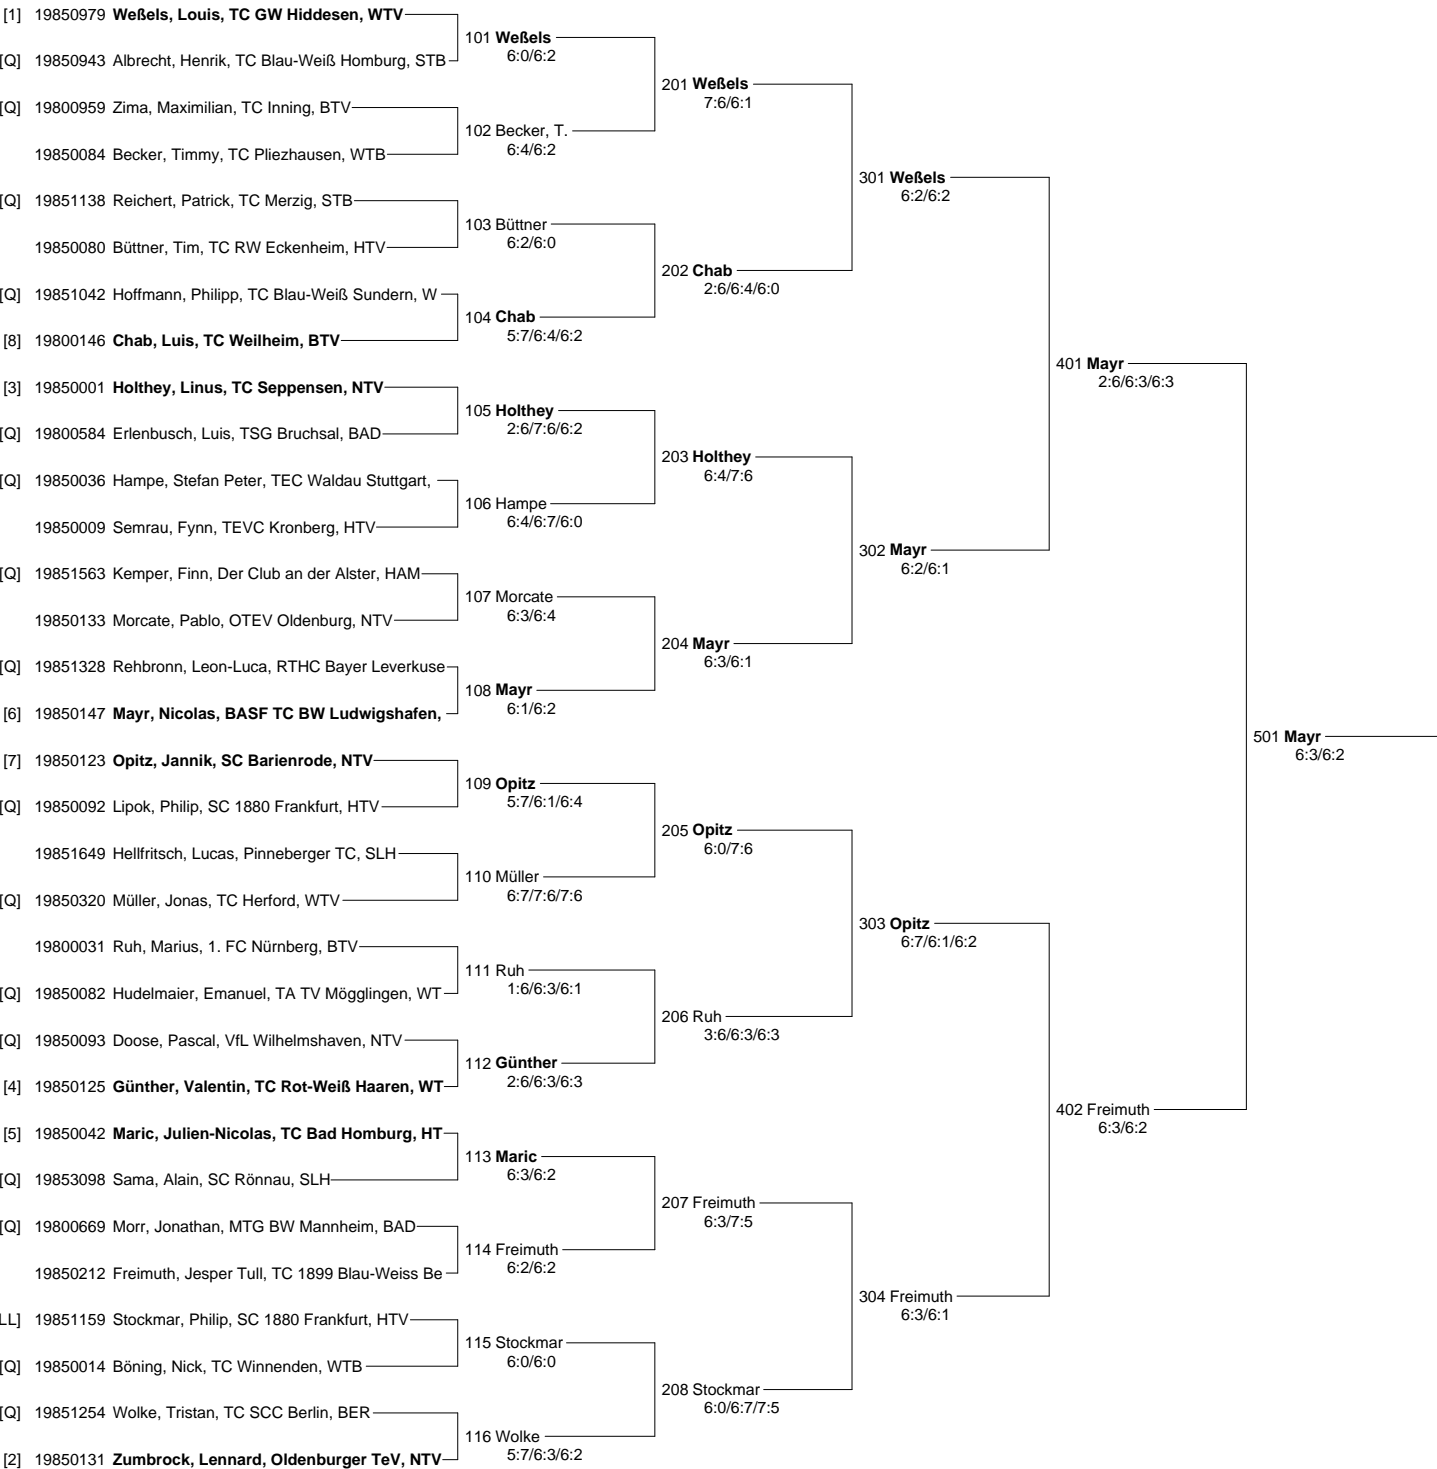 [1] 19850979 Weßels, Louis, TC GW Hiddesen, WTV
101 Weßels
6:0/6:2
[Q] 19850943 Albrecht, Henrik, TC Blau-Weiß Homburg, STB
201 Weßels
7:6/6:1
[Q] 19800959 Zima, Maximilian, TC Inning, BTV
102 Becker, T.
6:4/6:2
19850084 Becker, Timmy, TC Pliezhausen, WTB
301 Weßels
6:2/6:2
[Q] 19851138 Reichert, Patrick, TC Merzig, STB
103 Büttner
6:2/6:0
19850080 Büttner, Tim, TC RW Eckenheim, HTV
202 Chab
2:6/6:4/6:0
[Q] 19851042 Hoffmann, Philipp, TC Blau-Weiß Sundern, W
104 Chab
5:7/6:4/6:2
[8] 19800146 Chab, Luis, TC Weilheim, BTV
401 Mayr
2:6/6:3/6:3
[3] 19850001 Holthey, Linus, TC Seppensen, NTV
105 Holthey
2:6/7:6/6:2
[Q] 19800584 Erlenbusch, Luis, TSG Bruchsal, BAD
203 Holthey
6:4/7:6
[Q] 19850036 Hampe, Stefan Peter, TEC Waldau Stuttgart,
106 Hampe
6:4/6:7/6:0
19850009 Semrau, Fynn, TEVC Kronberg, HTV
302 Mayr
6:2/6:1
[Q] 19851563 Kemper, Finn, Der Club an der Alster, HAM
107 Morcate
6:3/6:4
19850133 Morcate, Pablo, OTEV Oldenburg, NTV
204 Mayr
6:3/6:1
[Q] 19851328 Rehbronn, Leon-Luca, RTHC Bayer Leverkuse
108 Mayr
6:1/6:2
[6] 19850147 Mayr, Nicolas, BASF TC BW Ludwigshafen,
501 Mayr
6:3/6:2
[7] 19850123 Opitz, Jannik, SC Barienrode, NTV
109 Opitz
5:7/6:1/6:4
[Q] 19850092 Lipok, Philip, SC 1880 Frankfurt, HTV
205 Opitz
6:0/7:6
19851649 Hellfritsch, Lucas, Pinneberger TC, SLH
110 Müller
6:7/7:6/7:6
[Q] 19850320 Müller, Jonas, TC Herford, WTV
303 Opitz
6:7/6:1/6:2
19800031 Ruh, Marius, 1. FC Nürnberg, BTV
111 Ruh
1:6/6:3/6:1
[Q] 19850082 Hudelmaier, Emanuel, TA TV Mögglingen, WT
206 Ruh
3:6/6:3/6:3
[Q] 19850093 Doose, Pascal, VfL Wilhelmshaven, NTV
112 Günther
2:6/6:3/6:3
[4] 19850125 Günther, Valentin, TC Rot-Weiß Haaren, WT
402 Freimuth
6:3/6:2
[5] 19850042 Maric, Julien-Nicolas, TC Bad Homburg, HT
113 Maric
6:3/6:2
[Q] 19853098 Sama, Alain, SC Rönnau, SLH
207 Freimuth
6:3/7:5
[Q] 19800669 Morr, Jonathan, MTG BW Mannheim, BAD
114 Freimuth
6:2/6:2
19850212 Freimuth, Jesper Tull, TC 1899 Blau-Weiss Be
304 Freimuth
6:3/6:1
LL] 19851159 Stockmar, Philip, SC 1880 Frankfurt, HTV
115 Stockmar
6:0/6:0
[Q] 19850014 Böning, Nick, TC Winnenden, WTB
208 Stockmar
6:0/6:7/7:5
[Q] 19851254 Wolke, Tristan, TC SCC Berlin, BER
116 Wolke
5:7/6:3/6:2
[2] 19850131 Zumbrock, Lennard, Oldenburger TeV, NTV